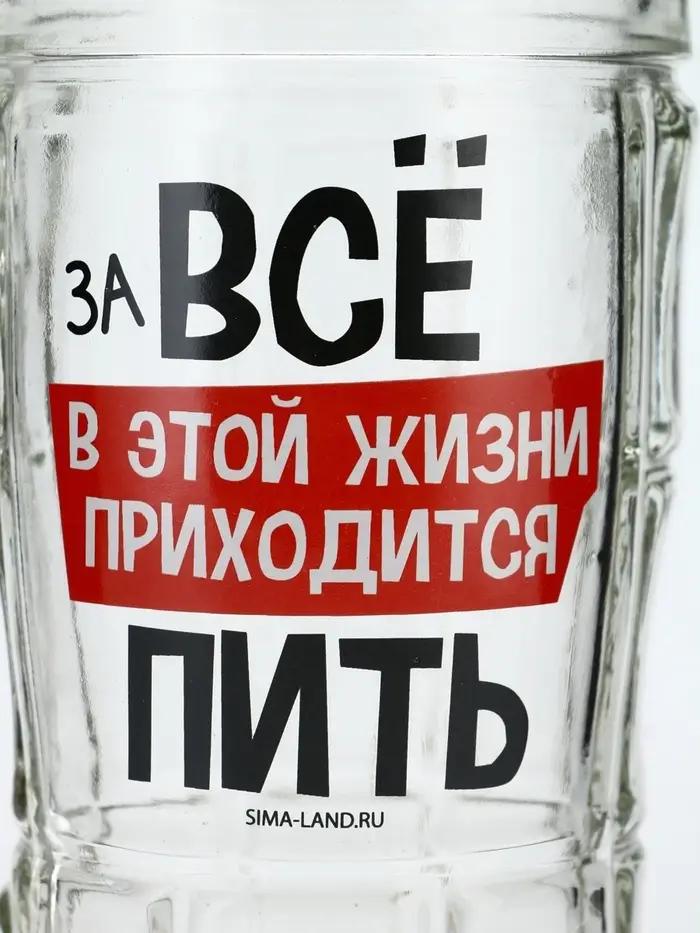 ЗА ВСЁ
В ЭТОЙ ЖИЗНИ
ПРИХОДИТСЯ
ПИТЬ
SIMA-LAND.RU